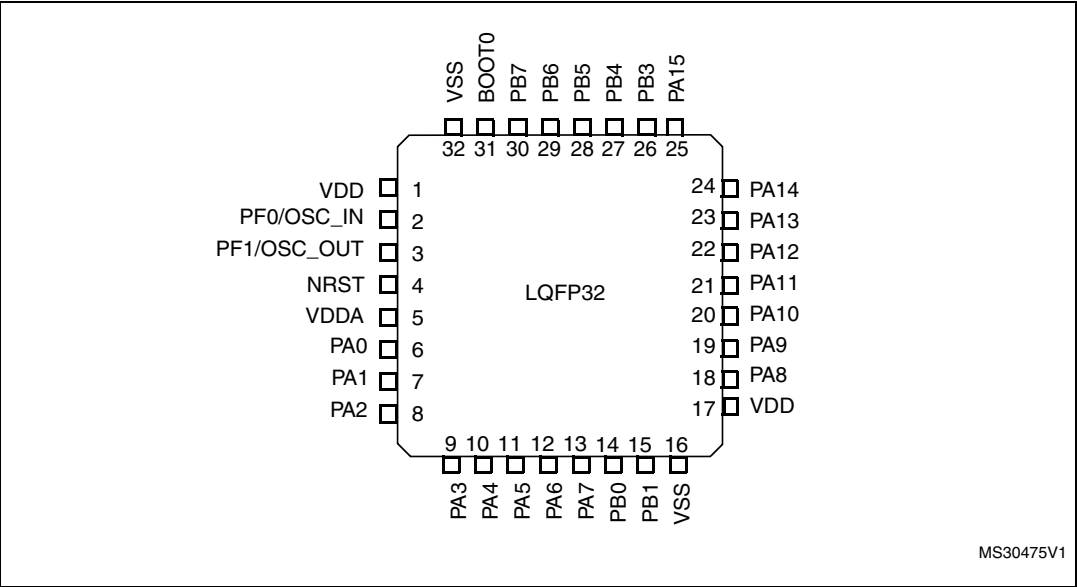 VSS
BOOT0
PB7
PB6
PB5
PB4
PB3
PA15
32 31 30 29 28 27 26 25
VDD 1
PF0/OSC_IN 2
PF1/OSC_OUT 3
NRST 4
VDDA 5
PA0 6
PA1 7
PA2 8
LQFP32
24 PA14
23 PA13
22 PA12
21 PA11
20 PA10
19 PA9
18 PA8
17 VDD
9 10 11 12 13 14 15 16
PA3
PA4
PA5
PA6
PA7
PB0
PB1
VSS
MS30475V1